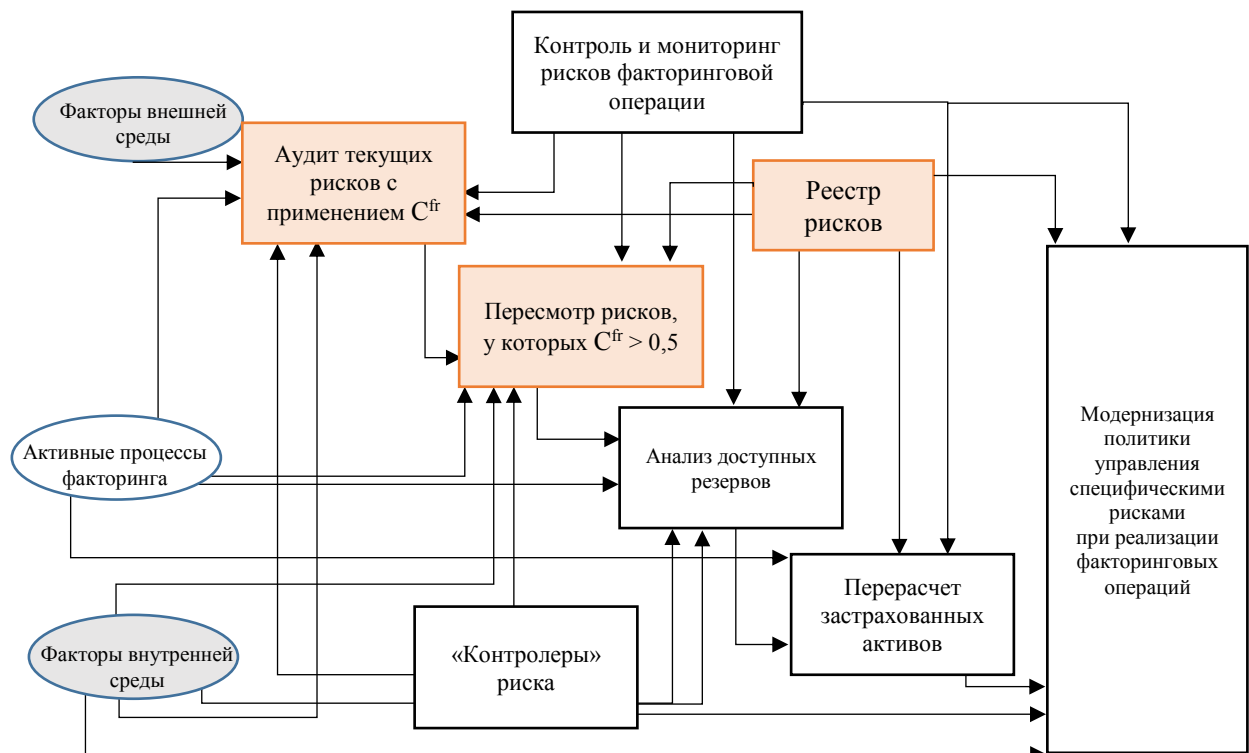 Контроль и мониторинг
рисков факторинговой
операции
Факторы внешней
среды
Аудит текущих
рисков с
применением C^fr
Реестр
рисков
Пересмотр рисков,
у которых C^fr > 0,5
Активные процессы
факторинга
Анализ доступных
резервов
Модернизация
политики
управления
специфическими
рисками
при реализации
факторинговых
операций
Перерасчет
застрахованных
активов
Факторы внутренней
среды
«Контролеры»
риска